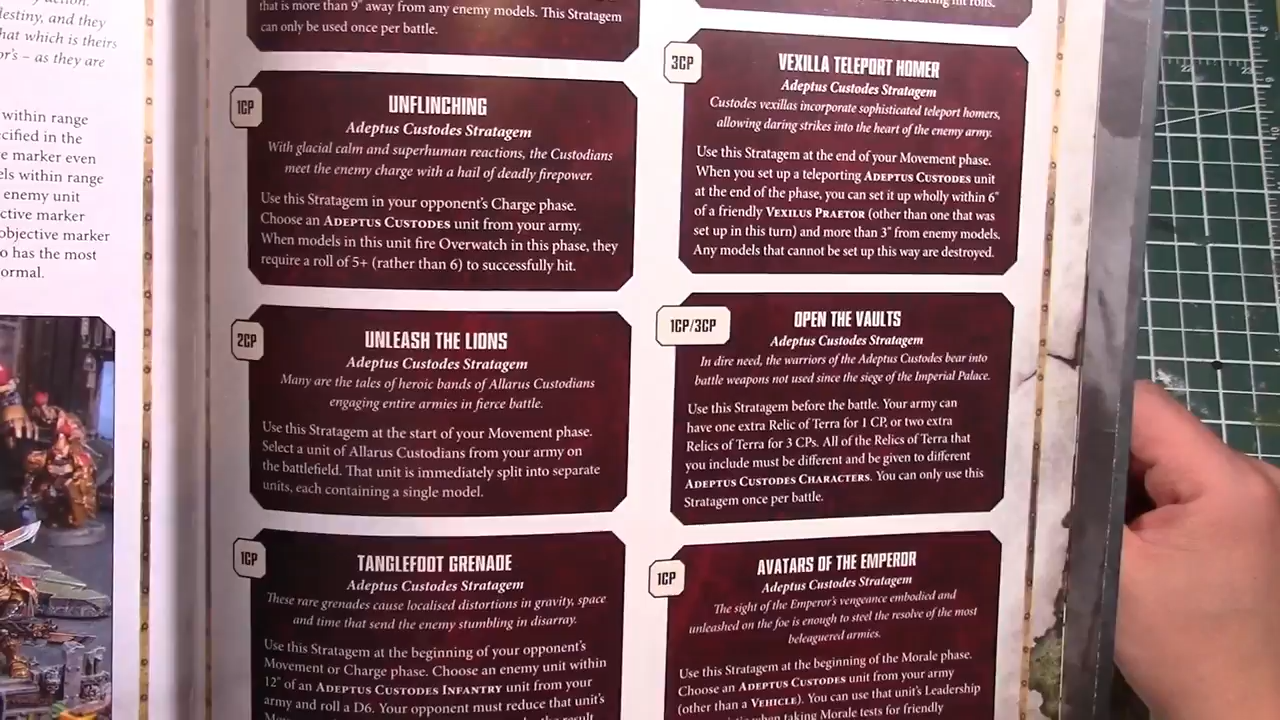 destiny, and they
that which is theirs
or's – as they are
within range
cified in the
e marker even
els within range
enemy unit
ctive marker
objective marker
o has the most
ormal.
that is more than 9" away from any enemy models. This Stratagem
can only be used once per battle.
1CP
UNFLINCHING
Adeptus Custodes Stratagem
With glacial calm and superhuman reactions, the Custodians
meet the enemy charge with a hail of deadly firepower.
Use this Stratagem in your opponent's Charge phase.
Choose an ADEPTUS CUSTODES unit from your army.
When models in this unit fire Overwatch in this phase, they
require a roll of 5+ (rather than 6) to successfully hit.
2CP
UNLEASH THE LIONS
Adeptus Custodes Stratagem
Many are the tales of heroic bands of Allarus Custodians
engaging entire armies in fierce battle.
Use this Stratagem at the start of your Movement phase.
Select a unit of Allarus Custodians from your army on
the battlefield. That unit is immediately split into separate
units, each containing a single model.
1CP
TANGLEFOOT GRENADE
Adeptus Custodes Stratagem
These rare grenades cause localised distortions in gravity, space
and time that send the enemy stumbling in disarray.
Use this Stratagem at the beginning of your opponent's
Movement or Charge phase. Choose an enemy unit within
12" of an ADEPTUS CUSTODES INFANTRY unit from your
army and roll a D6. Your opponent must reduce that unit's
the result
hit rolls.
3CP
VEXILLA TELEPORT HOMER
Adeptus Custodes Stratagem
Custodes vexillas incorporate sophisticated teleport homers,
allowing daring strikes into the heart of the enemy army.
Use this Stratagem at the end of your Movement phase.
When you set up a teleporting ADEPTUS CUSTODES unit
at the end of the phase, you can set it up wholly within 6"
of a friendly VEXILUS PRAETOR (other than one that was
set up in this turn) and more than 3" from enemy models.
Any models that cannot be set up this way are destroyed.
1CP/3CP
OPEN THE VAULTS
Adeptus Custodes Stratagem
In dire need, the warriors of the Adeptus Custodes bear into
battle weapons not used since the siege of the Imperial Palace.
Use this Stratagem before the battle. Your army can
have one extra Relic of Terra for 1 CP, or two extra
Relics of Terra for 3 CPs. All of the Relics of Terra that
you include must be different and be given to different
ADEPTUS CUSTODES CHARACTERS. You can only use this
Stratagem once per battle.
1CP
AVATARS OF THE EMPEROR
Adeptus Custodes Stratagem
The sight of the Emperor's vengeance embodied and
unleashed on the foe is enough to steel the resolve of the most
beleaguered armies.
Use this Stratagem at the beginning of the Morale phase.
Choose an ADEPTUS CUSTODES unit from your army
(other than a VEHICLE). You can use that unit's Leadership
when taking Morale tests for friendly